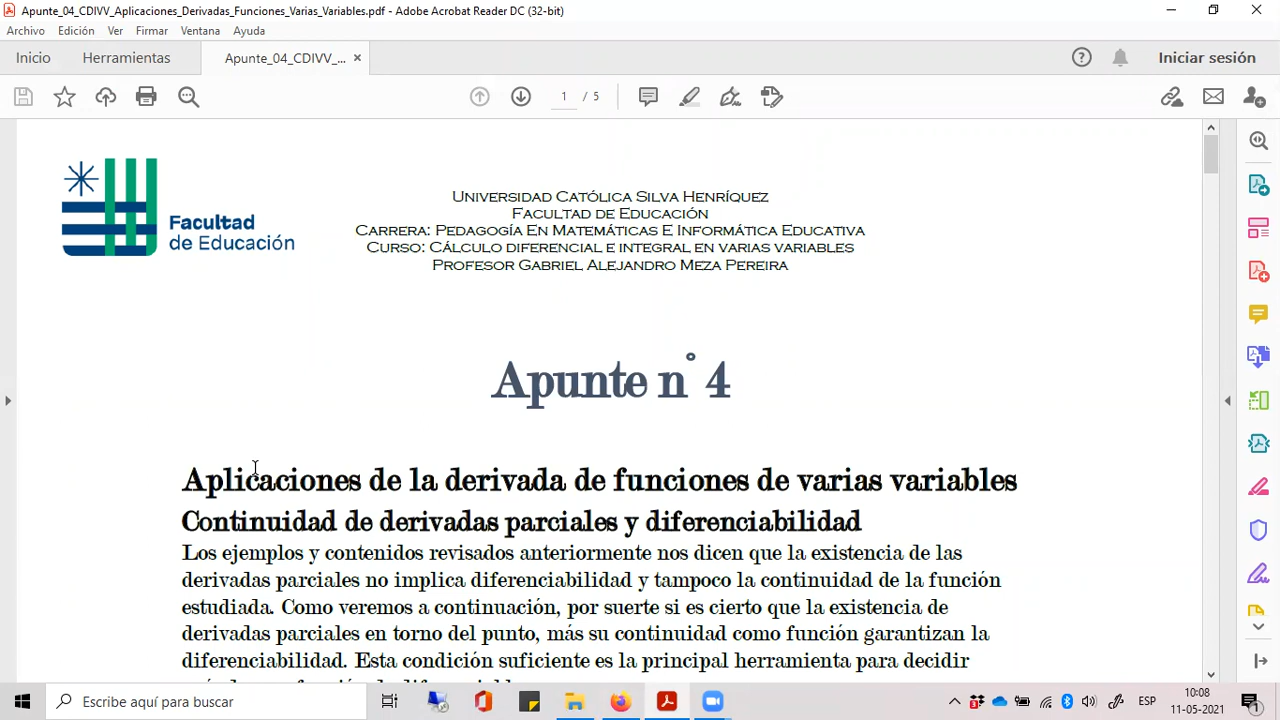 Apunte_04_CDIVV_Aplicaciones_Derivadas_Funciones_Varias_Variables.pdf - Adobe Acrobat Reader DC (32-bit)
Archivo Edición Ver Firmar Ventana Ayuda
Inicio Herramientas Apunte_04_CDIVV_... × Iniciar sesión
1 / 5
Facultad
de Educación
Universidad Católica Silva Henríquez
Facultad de Educación
Carrera: Pedagogía En Matemáticas E Informática Educativa
Curso: Cálculo diferencial e integral en varias variables
Profesor Gabriel Alejandro Meza Pereira
Apunte n° 4
Aplicaciones de la derivada de funciones de varias variables
Continuidad de derivadas parciales y diferenciabilidad
Los ejemplos y contenidos revisados anteriormente nos dicen que la existencia de las
derivadas parciales no implica diferenciabilidad y tampoco la continuidad de la función
estudiada. Como veremos a continuación, por suerte si es cierto que la existencia de
derivadas parciales en torno del punto, más su continuidad como función garantizan la
diferenciabilidad. Esta condición suficiente es la principal herramienta para decidir
Escribe aquí para buscar
ESP
10:08
11-05-2021